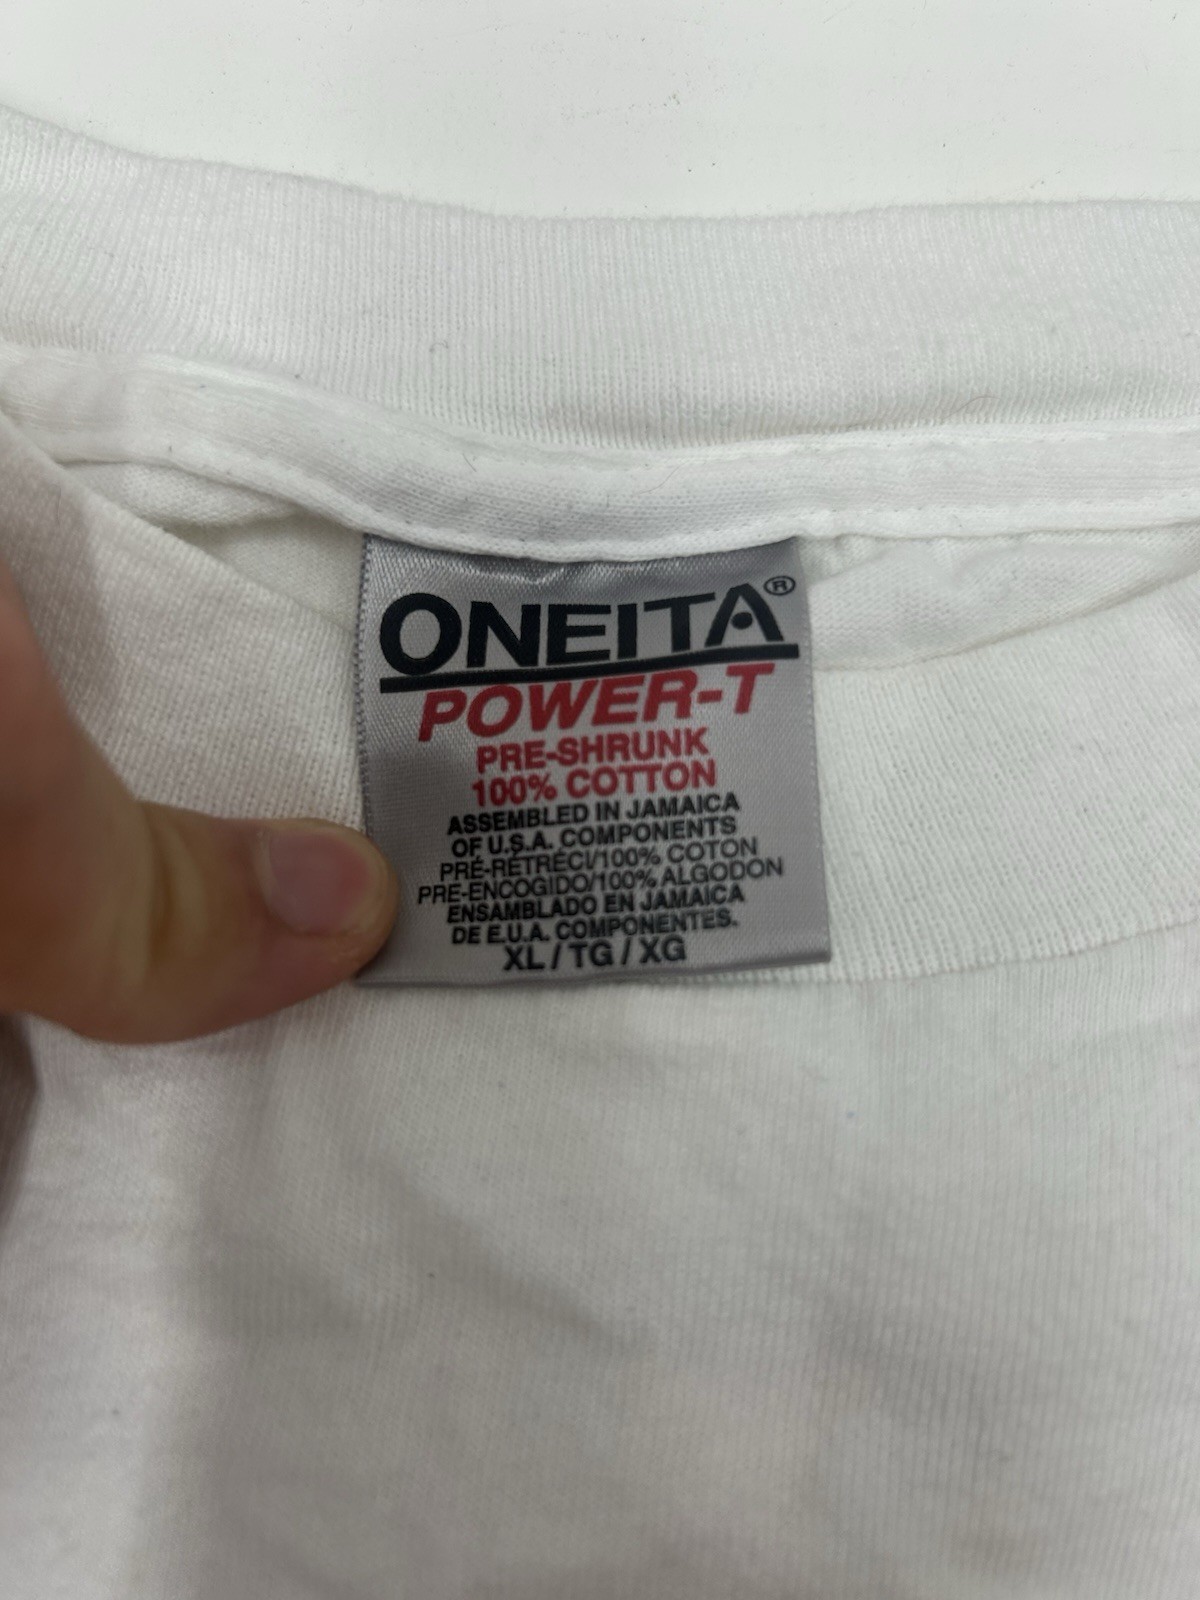 ONEITA®
POWER-T
PRE-SHRUNK
100% COTTON
ASSEMBLED IN JAMAICA
OF U.S.A. COMPONENTS
PRÉ-RÉTRÉCI/100% COTON
PRE-ENCOGIDO/100% ALGODON
ENSAMBLADO EN JAMAICA
DE E.U.A. COMPONENTES.
XL / TG / XG